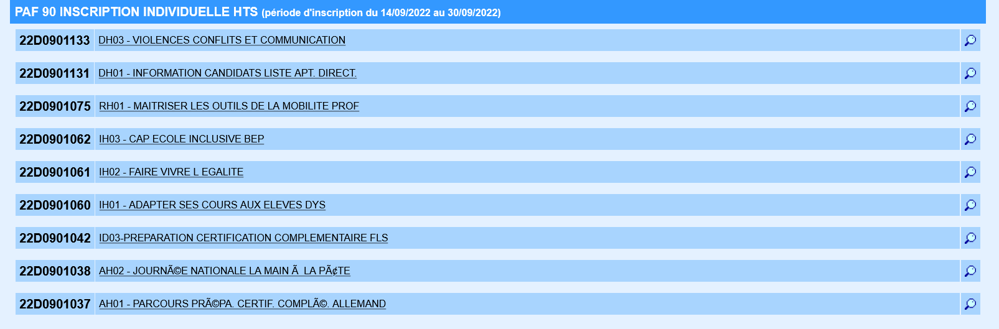 PAF 90 INSCRIPTION INDIVIDUELLE HTS (période d'inscription du 14/09/2022 au 30/09/2022)
22D0901133 DH03 - VIOLENCES CONFLITS ET COMMUNICATION
22D0901131 DH01 - INFORMATION CANDIDATS LISTE APT. DIRECT.
22D0901075 RH01 - MAITRISER LES OUTILS DE LA MOBILITE PROF
22D0901062 IH03 - CAP ECOLE INCLUSIVE BEP
22D0901061 IH02 - FAIRE VIVRE L EGALITE
22D0901060 IH01 - ADAPTER SES COURS AUX ELEVES DYS
22D0901042 ID03-PREPARATION CERTIFICATION COMPLEMENTAIRE FLS
22D0901038 AH02 - JOURNÃ©E NATIONALE LA MAIN Ã  LA PÃ¢TE
22D0901037 AH01 - PARCOURS PRÃ©PA. CERTIF. COMPLÃ©. ALLEMAND